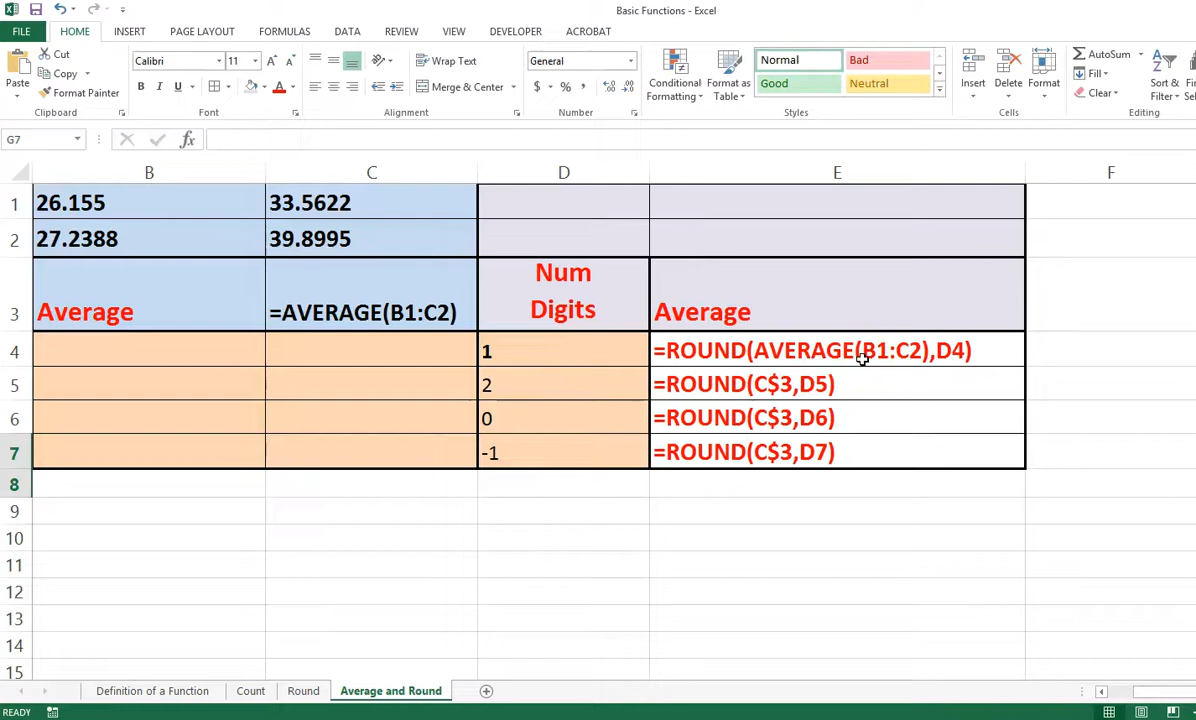 Basic Functions - Excel
FILE HOME INSERT PAGE LAYOUT FORMULAS DATA REVIEW VIEW DEVELOPER ACROBAT
Cut
Copy
Format Painter
Paste
Clipboard
Calibri 11
B I U
Font
Wrap Text
Merge & Center
Alignment
General
$ % ,
Number
Conditional
Formatting
Format as
Table
Normal Bad
Good Neutral
Styles
Insert Delete Format
Cells
AutoSum
Fill
Clear
Sort &
Filter
Editing
G7 fx
B C D E F
1 26.155 33.5622
2 27.2388 39.8995
Num
Digits
3 Average =AVERAGE(B1:C2) Average
4 1 =ROUND(AVERAGE(B1:C2),D4)
5 2 =ROUND(C$3,D5)
6 0 =ROUND(C$3,D6)
7 -1 =ROUND(C$3,D7)
8
9
10
11
12
13
14
15
Definition of a Function Count Round Average and Round
READY